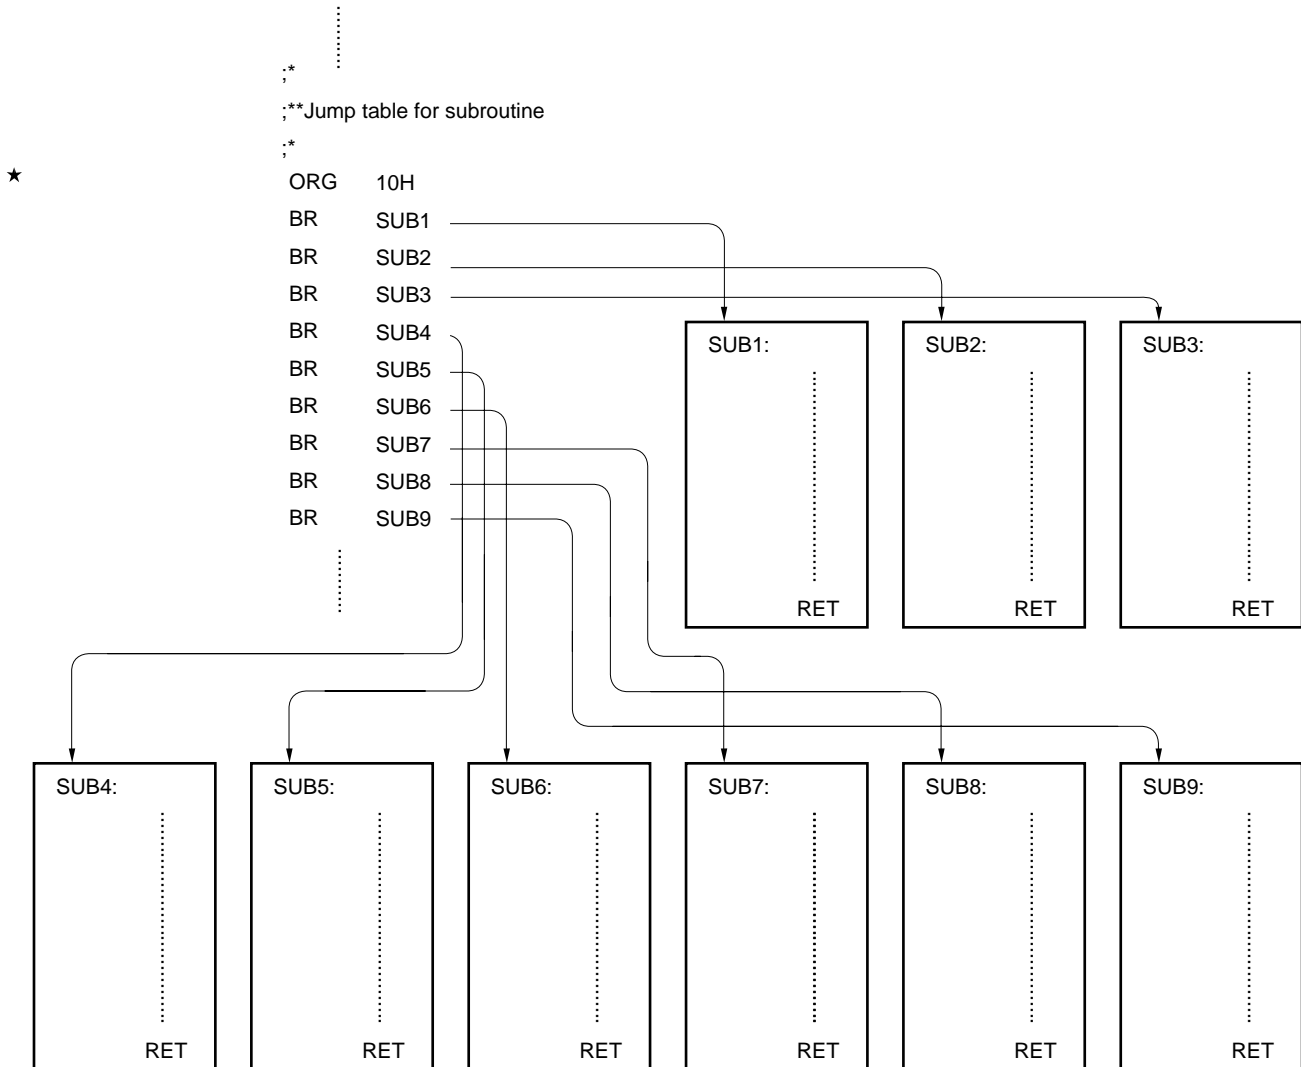 ;*
;**Jump table for subroutine
;*
★ ORG 10H
BR SUB1
BR SUB2
BR SUB3
BR SUB4
BR SUB5
BR SUB6
BR SUB7
BR SUB8
BR SUB9
SUB1:
RET
SUB2:
RET
SUB3:
RET
SUB4:
RET
SUB5:
RET
SUB6:
RET
SUB7:
RET
SUB8:
RET
SUB9:
RET